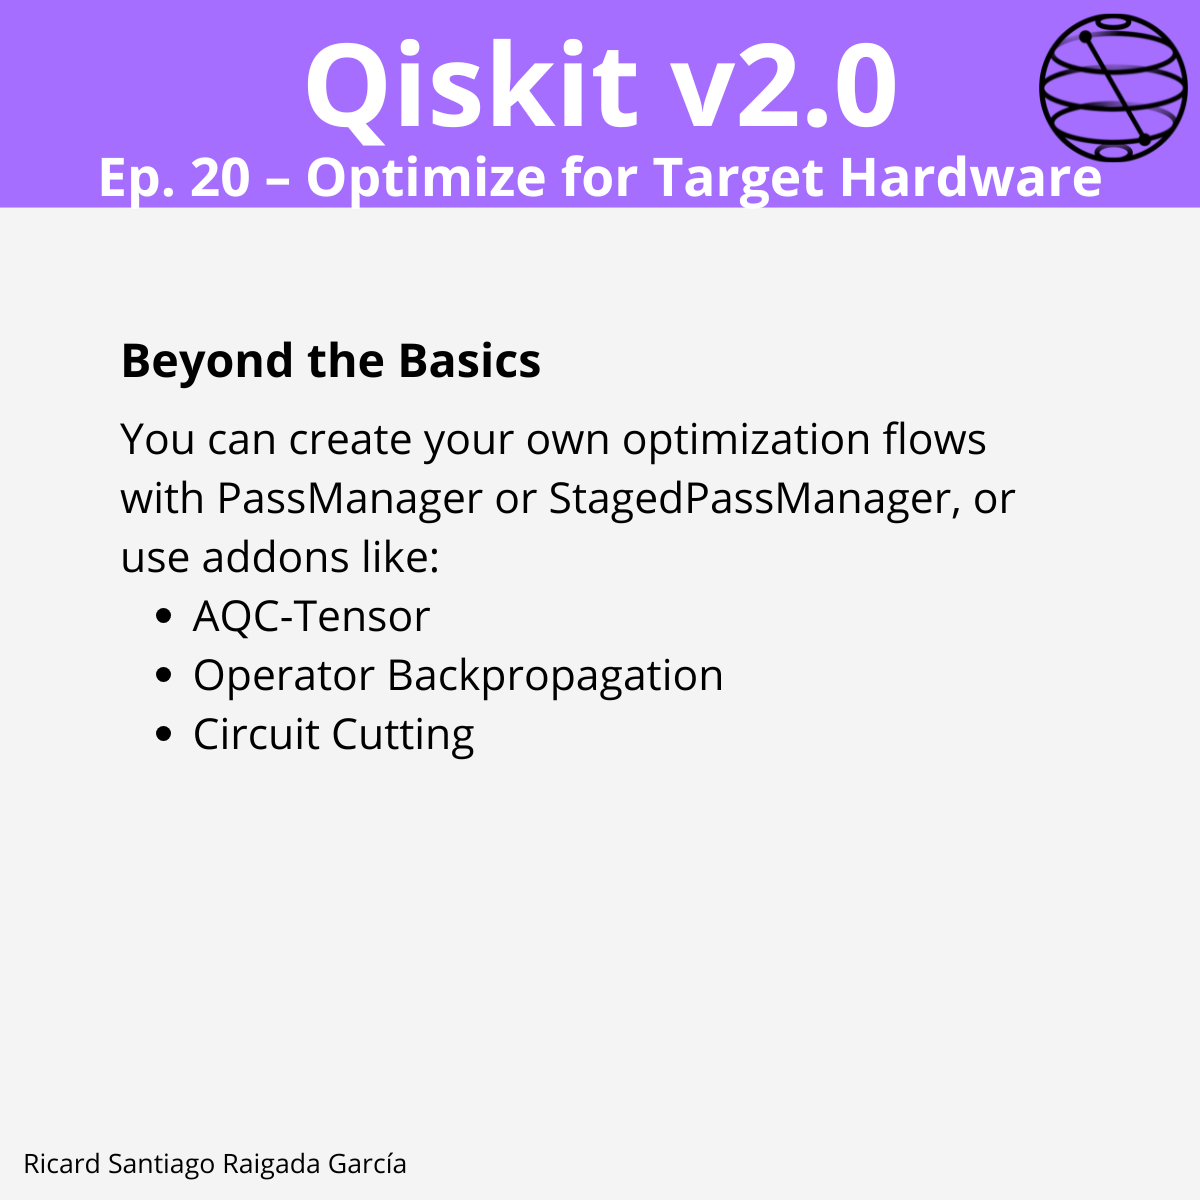 Qiskit v2.0
Ep. 20 – Optimize for Target Hardware
Beyond the Basics
You can create your own optimization flows
with PassManager or StagedPassManager, or
use addons like:
• AQC-Tensor
• Operator Backpropagation
• Circuit Cutting
Ricard Santiago Raigada García